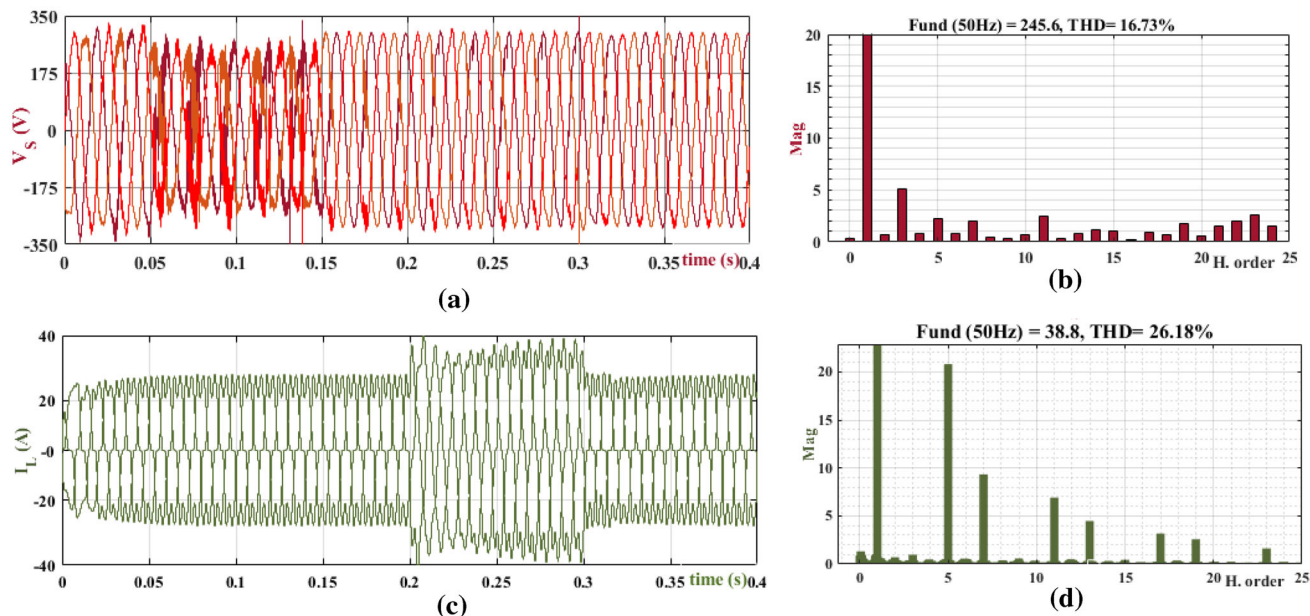 350
175
0
-175
-350
V_S (V)
0 0.05 0.1 0.15 0.2 0.25 0.3 0.35 0.4
time (s)
(a)
Fund (50Hz) = 245.6, THD= 16.73%
20
15
10
20
5
0
Mag
0 5 10 15 20 25
H. order
(b)
40
20
-0
-20
-40
I_L (A)
0 0.05 0.1 0.15 0.2 0.25 0.3 0.35 0.4
time (s)
(c)
Fund (50Hz) = 38.8, THD= 26.18%
20
15
10
5
0
Mag
0 5 10 15 20 25
H. order
(d)